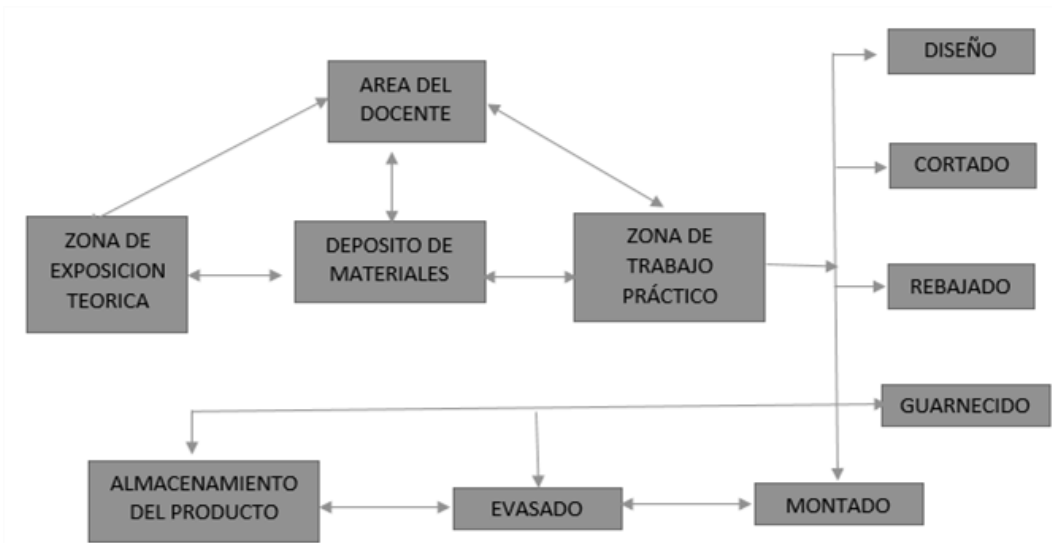 DISEÑO
AREA DEL
DOCENTE
CORTADO
ZONA DE
EXPOSICION
TEORICA
DEPOSITO DE
MATERIALES
ZONA DE
TRABAJO
PRÁCTICO
REBAJADO
GUARNECIDO
ALMACENAMIENTO
DEL PRODUCTO
EVASADO
MONTADO